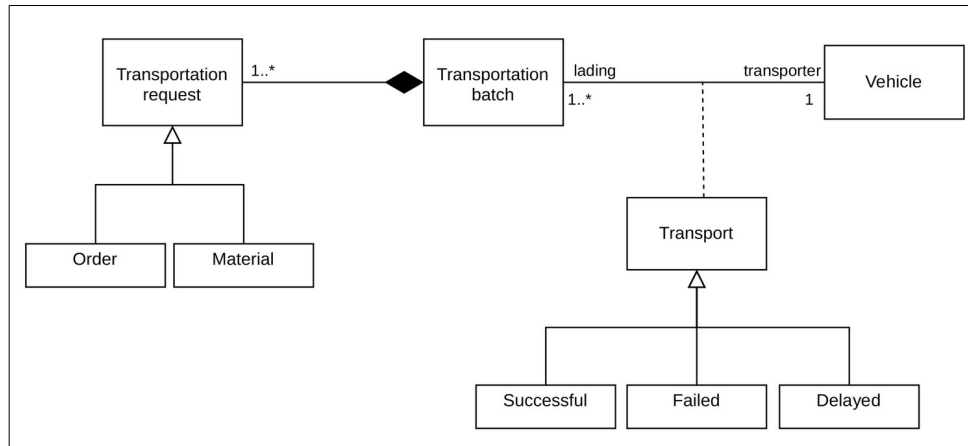 Transportation
request
1..*
Transportation
batch
lading
1..*
transporter
1
Vehicle
Transport
Order
Material
Successful
Failed
Delayed